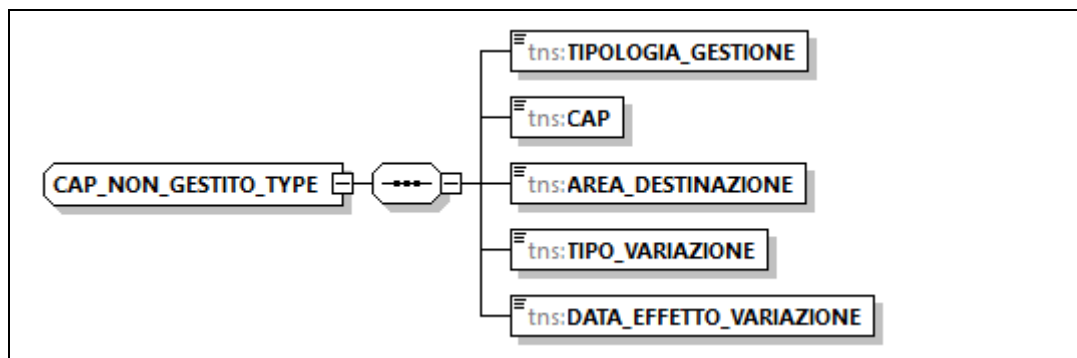 tns:TIPOLOGIA_GESTIONE
tns:CAP
CAP_NON_GESTITO_TYPE
tns:AREA_DESTINAZIONE
tns:TIPO_VARIAZIONE
tns:DATA_EFFETTO_VARIAZIONE